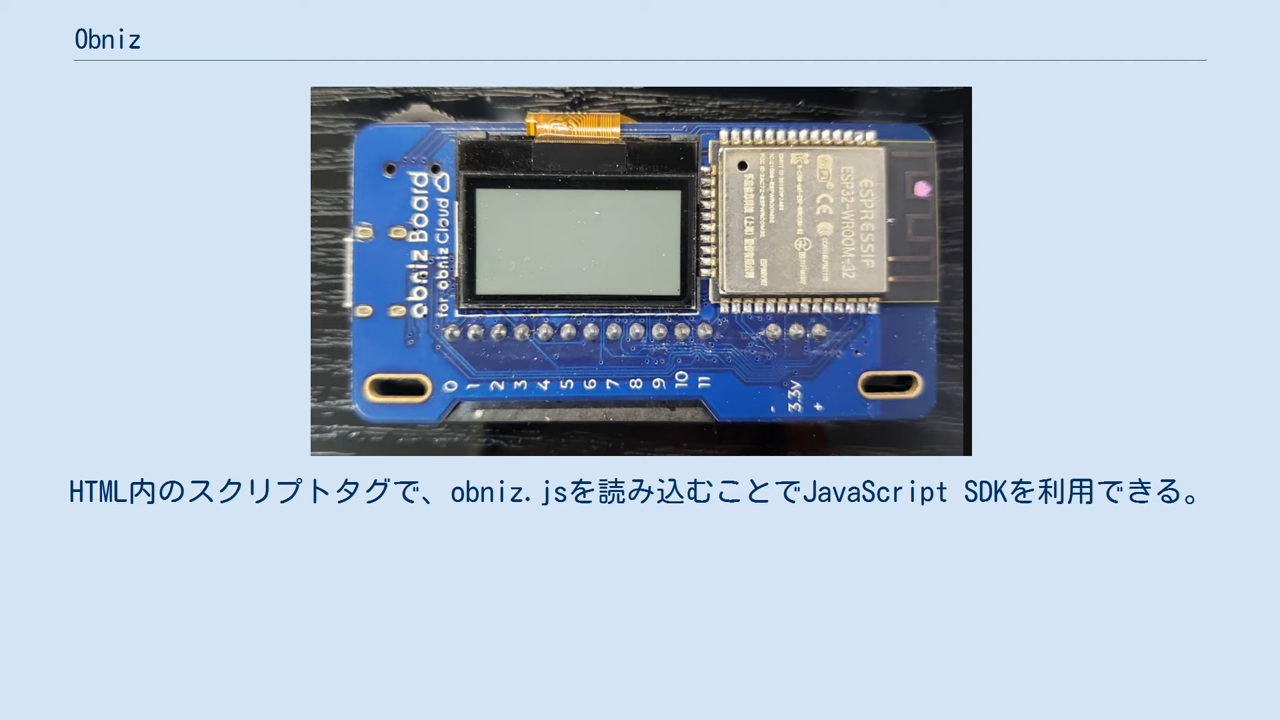 Obniz
obniz Board
for obniz Cloud
ESPRESSIF
ESP32-WROOM-32
0 1 2 3 4 5 6 7 8 9 10 11
- 3.3V +
HTML内のスクリプトタグで、obniz.jsを読み込むことでJavaScript SDKを利用できる。